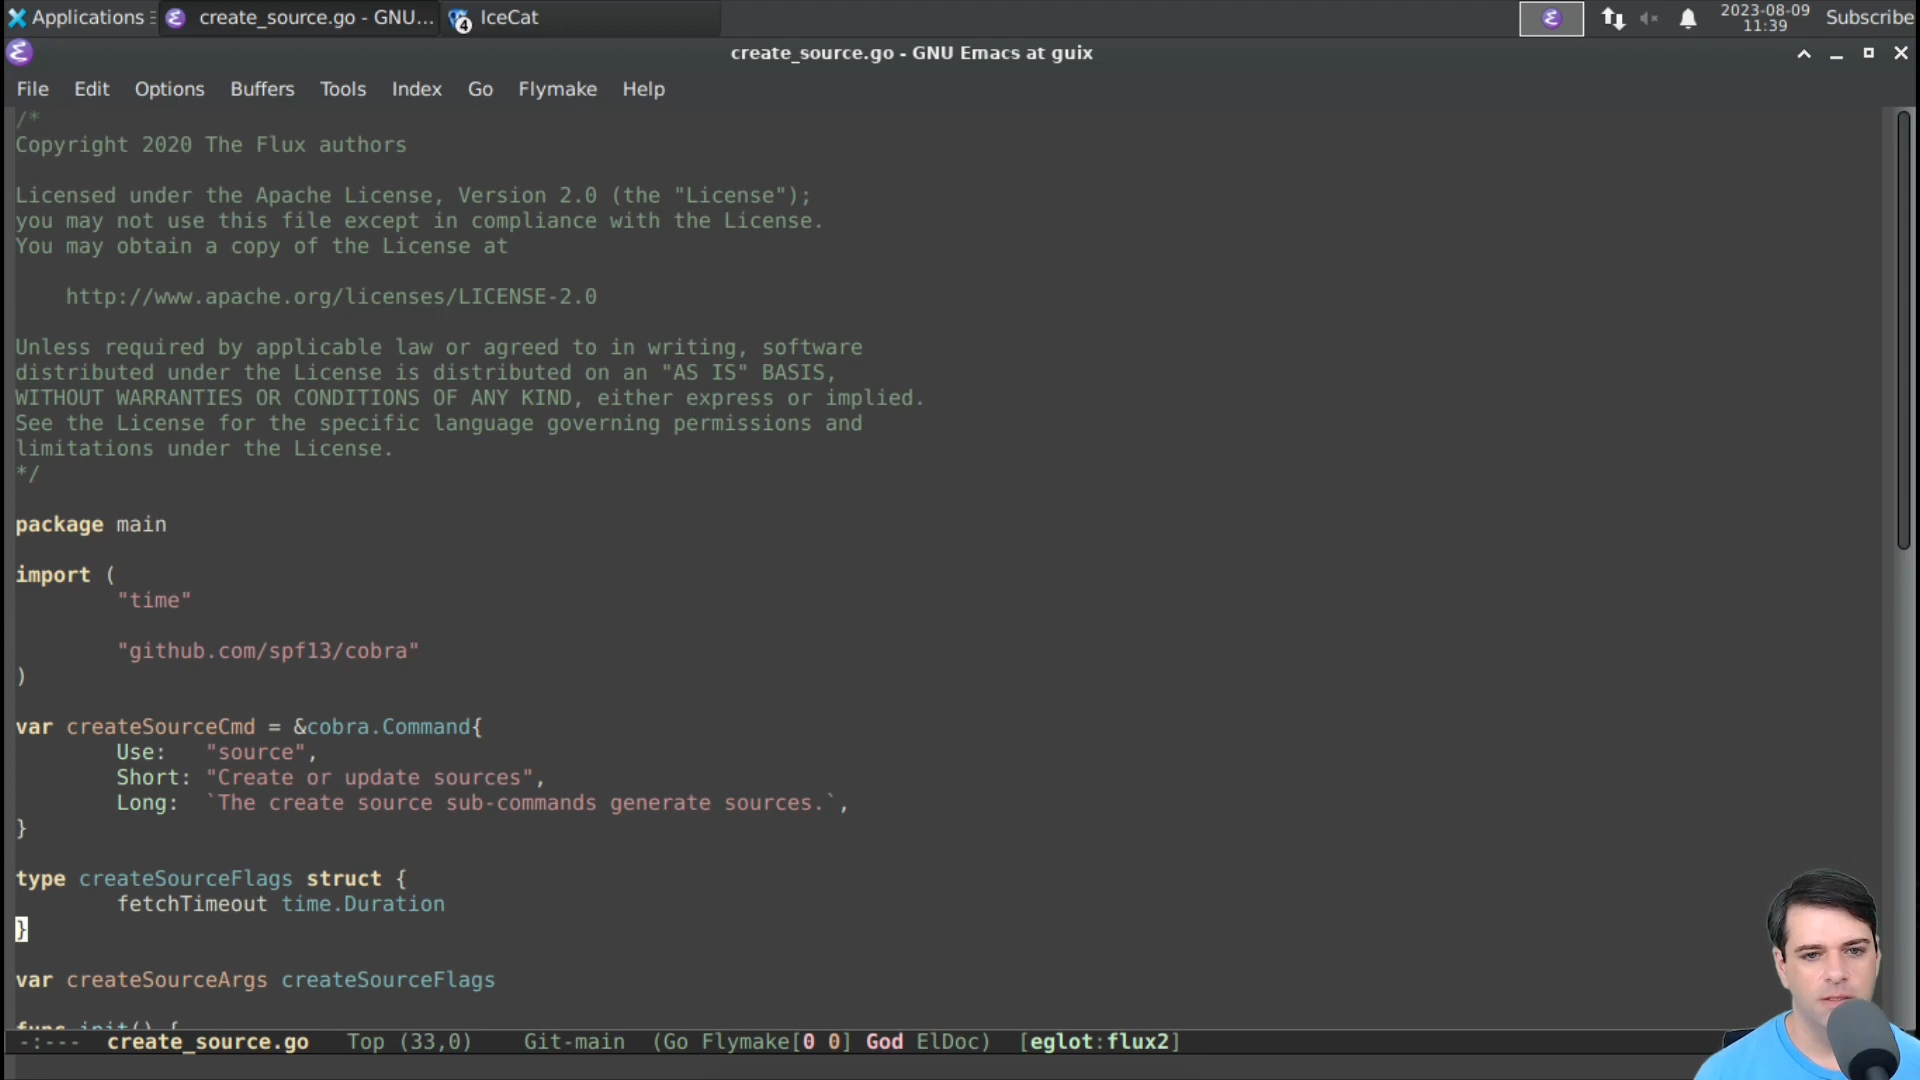 Applications
create_source.go - GNU...
4
IceCat
2023-08-09
11:39
Subscribe
create_source.go - GNU Emacs at guix
File Edit Options Buffers Tools Index Go Flymake Help
/*
Copyright 2020 The Flux authors
Licensed under the Apache License, Version 2.0 (the "License");
you may not use this file except in compliance with the License.
You may obtain a copy of the License at
http://www.apache.org/licenses/LICENSE-2.0
Unless required by applicable law or agreed to in writing, software
distributed under the License is distributed on an "AS IS" BASIS,
WITHOUT WARRANTIES OR CONDITIONS OF ANY KIND, either express or implied.
See the License for the specific language governing permissions and
limitations under the License.
*/
package main
import (
"time"
"github.com/spf13/cobra"
)
var createSourceCmd = &cobra.Command{
Use: "source",
Short: "Create or update sources",
Long: `The create source sub-commands generate sources.`,
}
type createSourceFlags struct {
fetchTimeout time.Duration
}
var createSourceArgs createSourceFlags
func init() {
-:--- create_source.go Top (33,0) Git-main (Go Flymake[0 0] God ElDoc) [eglot:flux2]